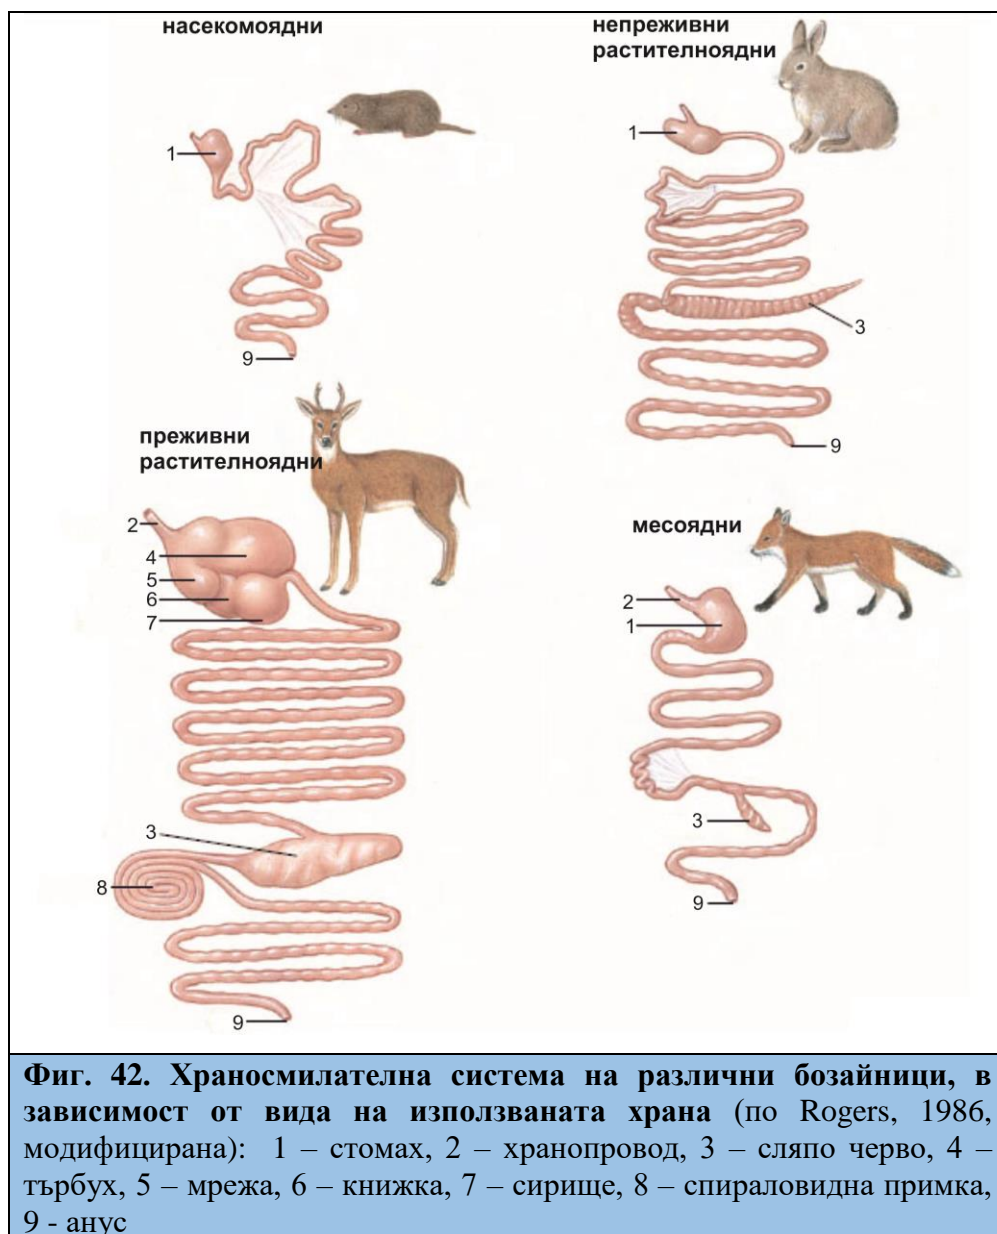 насекомоядни
1
9
непреживни
растителноядни
1
3
9
преживни
растителноядни
2
4
5
6
7
3
8
9
месоядни
2
1
3
9
Фиг. 42. Храносмилателна система на различни бозайници, в
зависимост от вида на използваната храна (по Rogers, 1986,
модифицирана): 1 – стомах, 2 – хранопровод, 3 – сляпо черво, 4 –
търбух, 5 – мрежа, 6 – книжка, 7 – сирище, 8 – спираловидна примка,
9 - анус